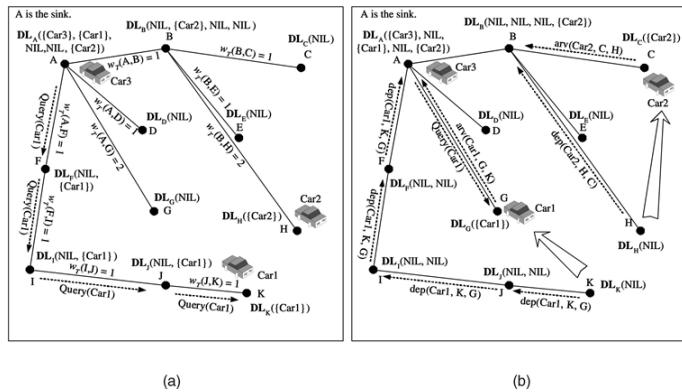 A is the sink.
DL_B(NIL, {Car2}, NIL, NIL)
DL_A({Car3}, {Car1}, NIL,NIL, {Car2})
B
DL_C(NIL)
w_T(A,B) = 1
w_T(B,C) = 1
C
A
Car3
Query(Car1)
w_T(A,F) = 1
w_T(A,D) = 1
w_T(A,G) = 2
w_T(B,E) = 1
w_T(B,H) = 2
DL_D(NIL)
D
DL_E(NIL)
E
F
DL_F(NIL, {Car1})
Query(Car1)
w_T(F,I) = 1
DL_G(NIL)
G
Car2
DL_H({Car2})
H
DL_I(NIL, {Car1})
DL_J(NIL, {Car1})
Car1
w_T(I,J) = 1
w_T(J,K) = 1
I
Query(Car1)
J
Query(Car1)
K
DL_K({Car1})
(a)
A is the sink.
DL_B(NIL, NIL, NIL, {Car2})
DL_A({Car3}, NIL, {Car1}, NIL, {Car2})
B
DL_C({Car2})
arv(Car2, C, H)
C
A
Car3
Car2
dep(Car1, K, G)
arv(Car1, G, K)
Query(Car1)
DL_D(NIL)
D
DL_E(NIL)
E
dep(Car2, H, C)
F
DL_F(NIL, NIL)
dep(Car1, K, G)
G
Car1
DL_G({Car1})
H
DL_H(NIL)
DL_I(NIL, NIL)
DL_J(NIL, NIL)
I
dep(Car1, K, G)
J
dep(Car1, K, G)
K
DL_K(NIL)
(b)